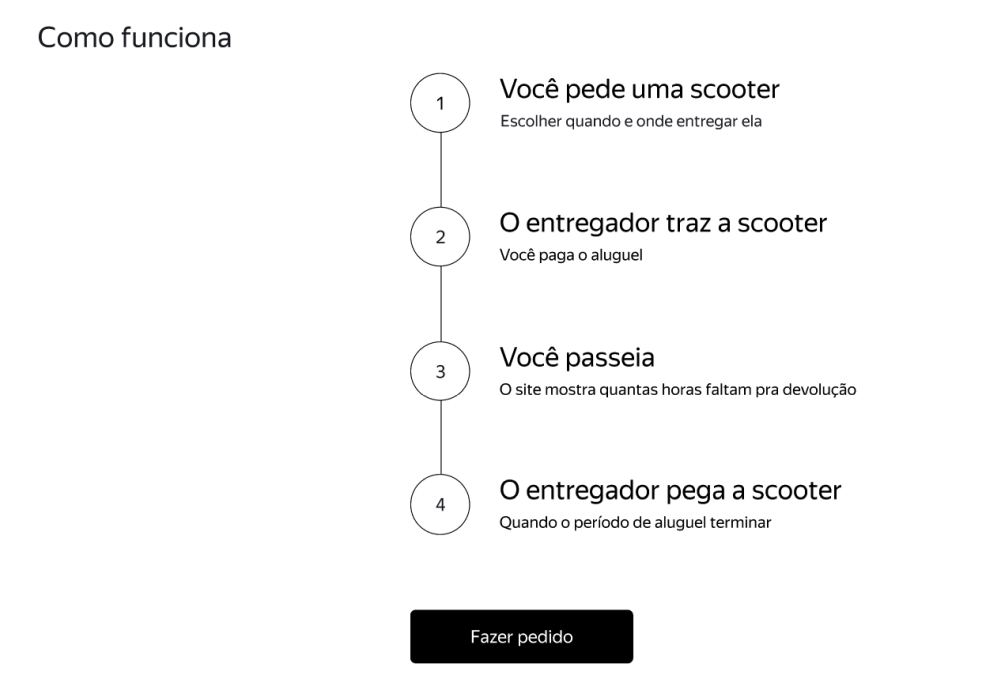 Como funciona
1
Você pede uma scooter
Escolher quando e onde entregar ela
2
O entregador traz a scooter
Você paga o aluguel
3
Você passeia
O site mostra quantas horas faltam pra devolução
4
O entregador pega a scooter
Quando o período de aluguel terminar
Fazer pedido